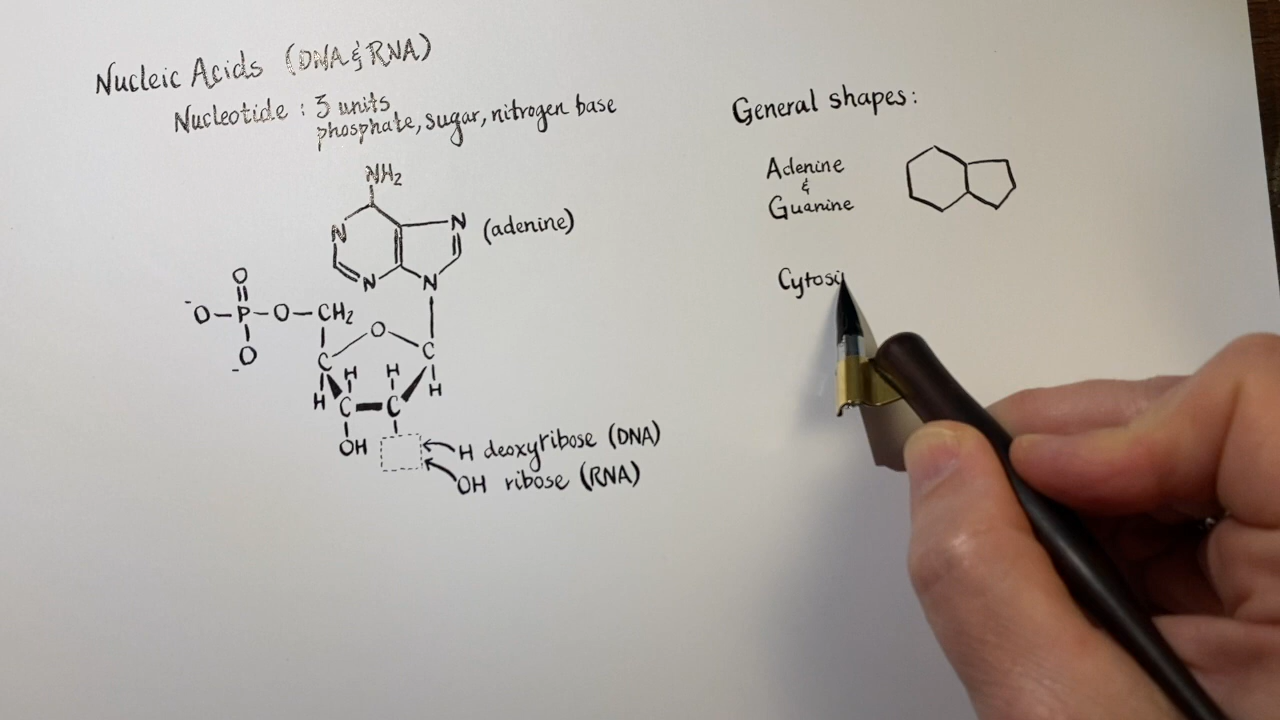 Nucleic Acids (DNA & RNA)
Nucleotide : 3 units
phosphate, sugar, nitrogen base
NH2
N
N
N
N
(adenine)
O
-O-P-O-CH2
O-
O
C
C
H
H
H
H
C
C
OH
H deoxyribose (DNA)
OH ribose (RNA)
General shapes:
Adenine
&
Guanine
Cytosi